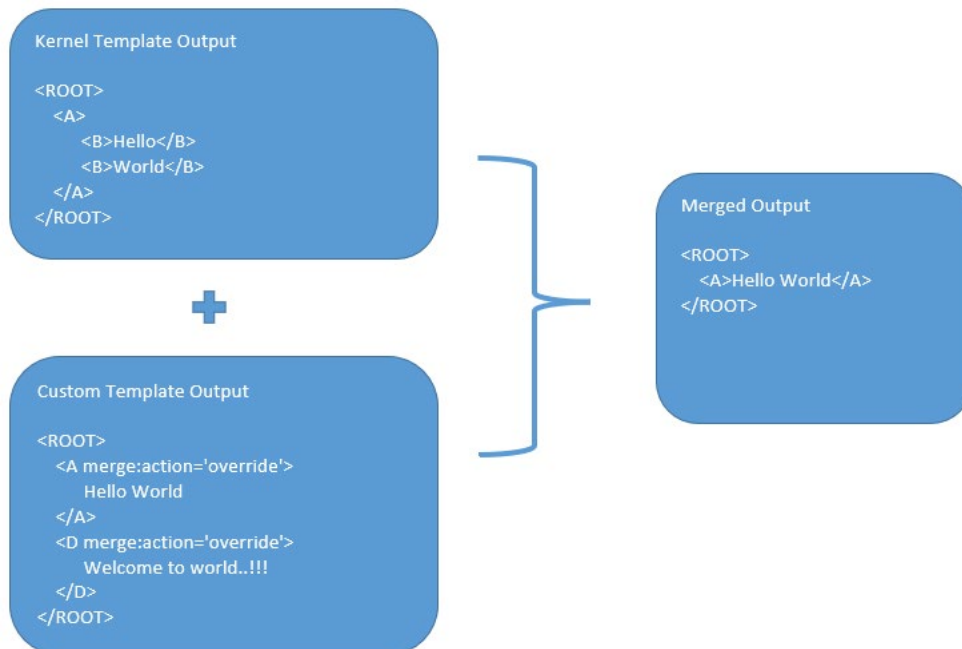 Kernel Template Output
<ROOT>
<A>
<B>Hello</B>
<B>World</B>
</A>
</ROOT>
Custom Template Output
<ROOT>
<A merge:action='override'>
Hello World
</A>
<D merge:action='override'>
Welcome to world..!!!
</D>
</ROOT>
Merged Output
<ROOT>
<A>Hello World</A>
</ROOT>